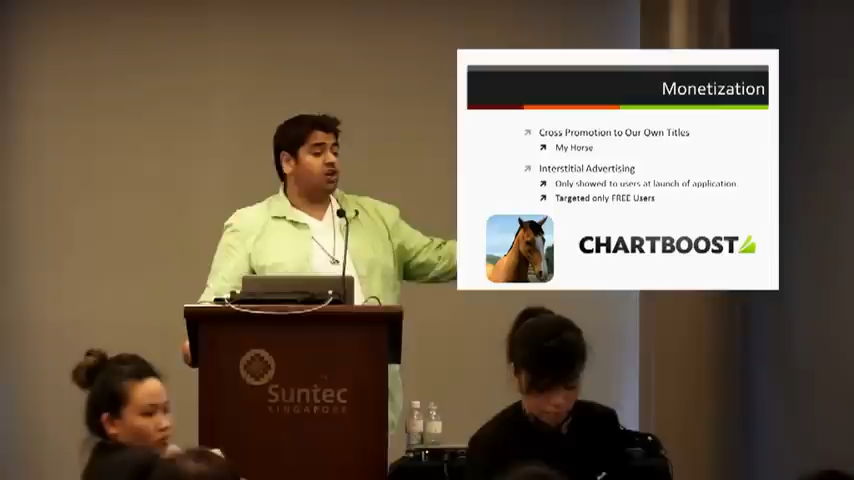 Monetization
Cross Promotion to Our Own Titles
My Horse
Interstitial Advertising
Only showed to users at launch of application.
Targeted only FREE Users
CHARTBOOST
Suntec
SINGAPORE